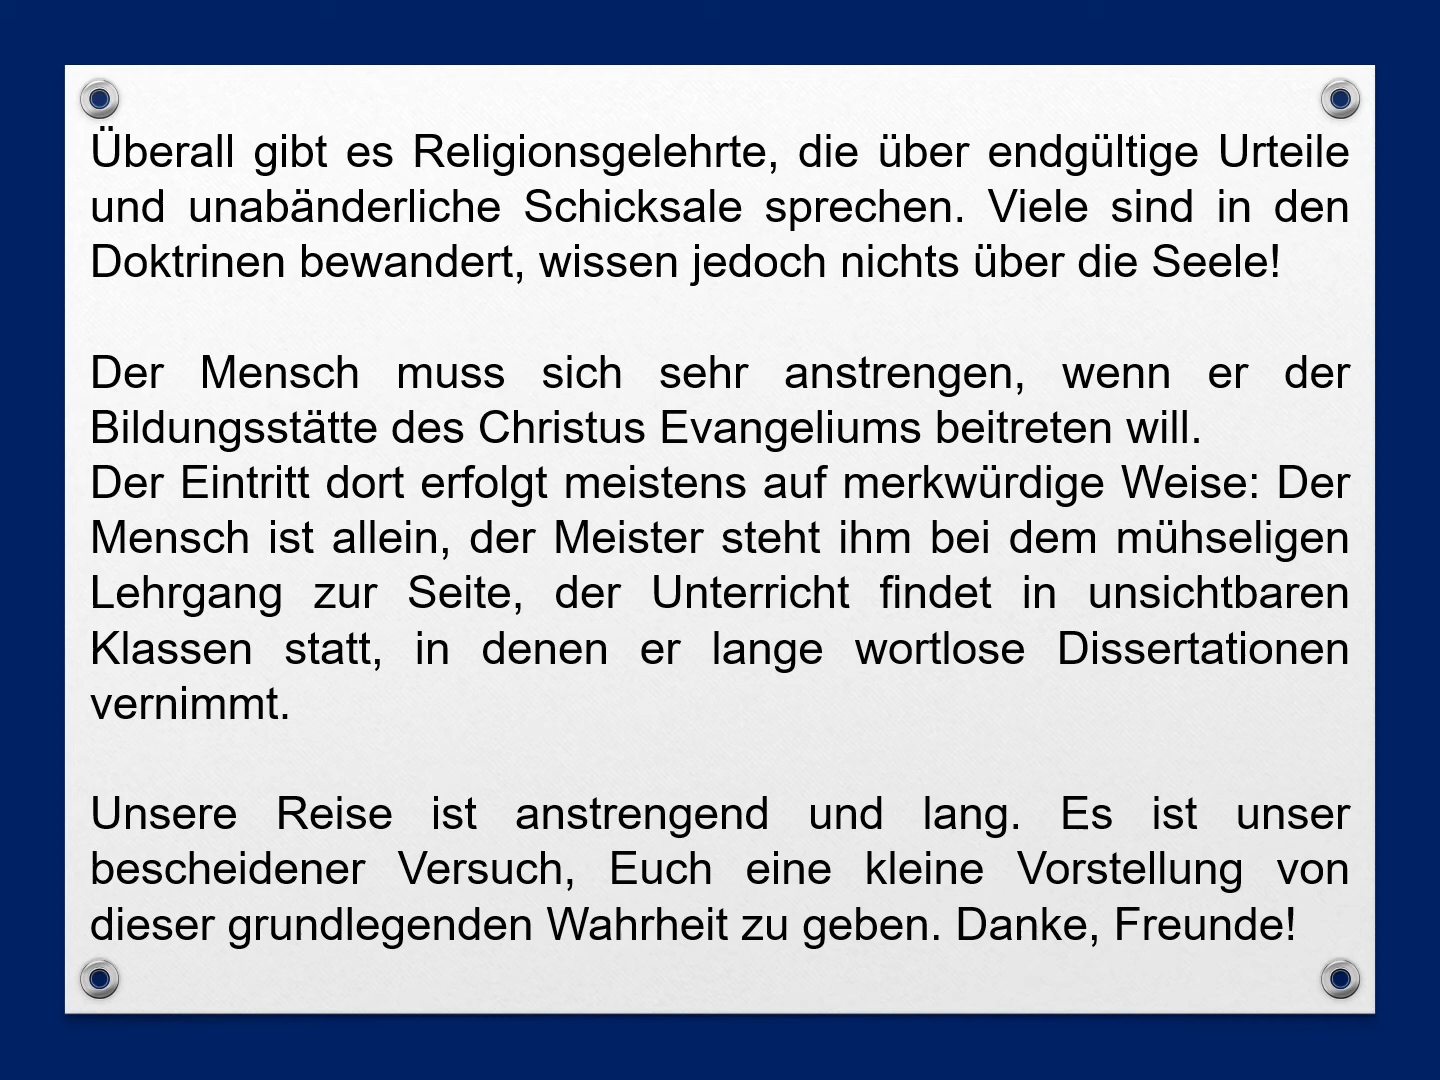 Überall gibt es Religionsgelehrte, die über endgültige Urteile
und unabänderliche Schicksale sprechen. Viele sind in den
Doktrinen bewandert, wissen jedoch nichts über die Seele!
Der Mensch muss sich sehr anstrengen, wenn er der
Bildungsstätte des Christus Evangeliums beitreten will.
Der Eintritt dort erfolgt meistens auf merkwürdige Weise: Der
Mensch ist allein, der Meister steht ihm bei dem mühseligen
Lehrgang zur Seite, der Unterricht findet in unsichtbaren
Klassen statt, in denen er lange wortlose Dissertationen
vernimmt.
Unsere Reise ist anstrengend und lang. Es ist unser
bescheidener Versuch, Euch eine kleine Vorstellung von
dieser grundlegenden Wahrheit zu geben. Danke, Freunde!